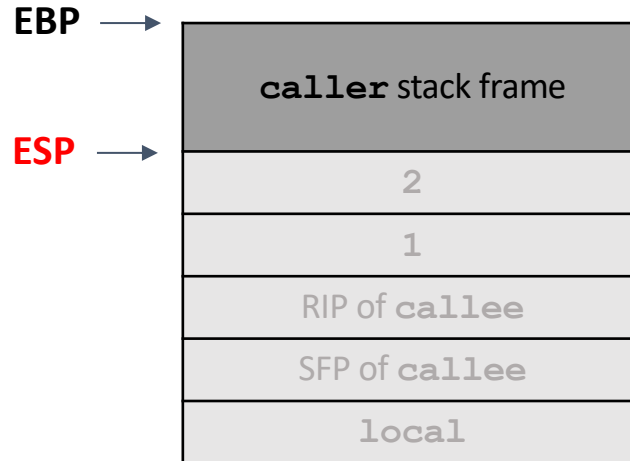 EBP
caller stack frame
ESP
2
1
RIP of callee
SFP of callee
local